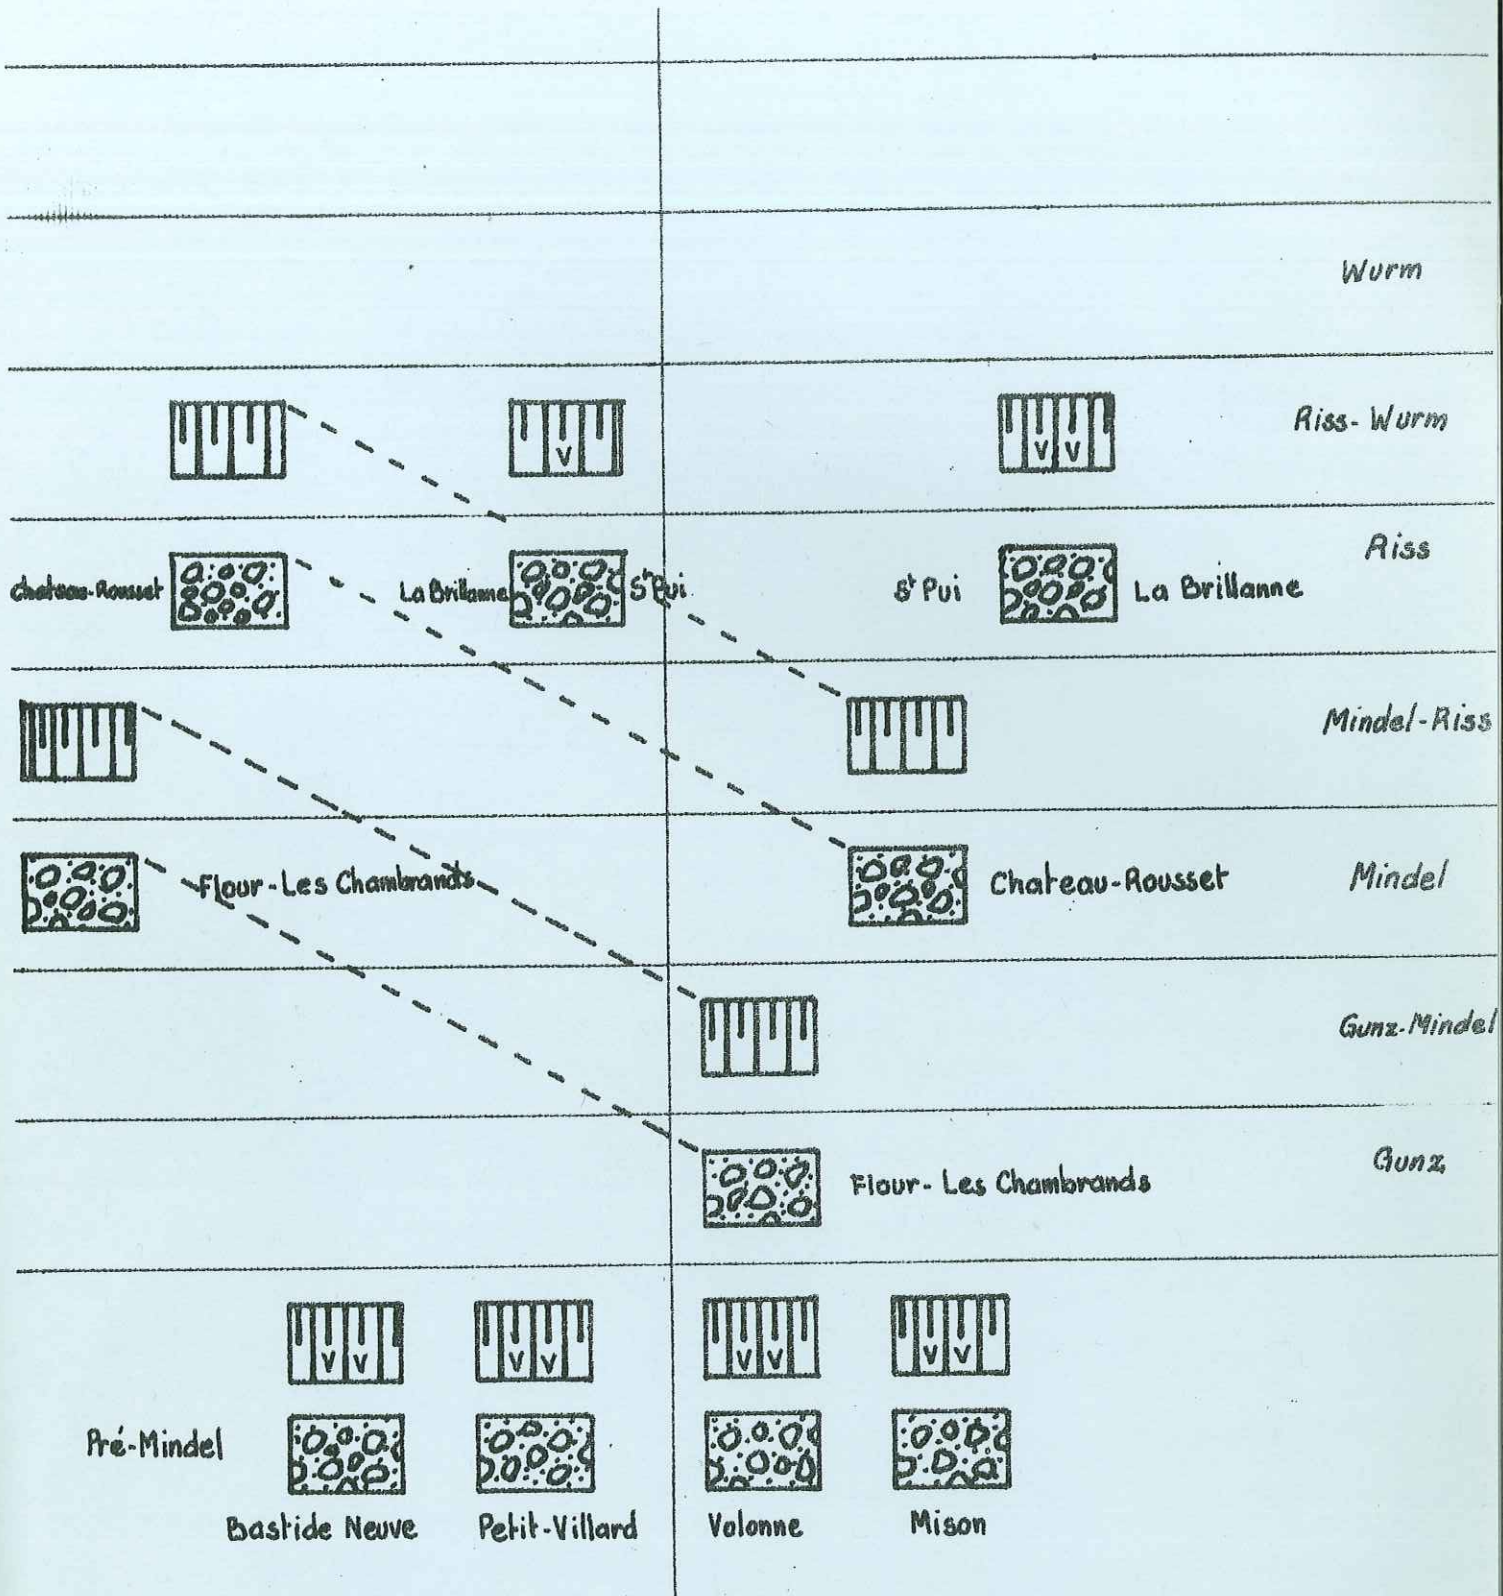 Wurm
Riss-Wurm
Riss
Chateau-Rousset
La Brillanne
St Pui
St Pui
La Brillanne
Mindel-Riss
Flour-Les Chambrands
Chateau-Rousset
Mindel
Gunz-Mindel
Gunz
Flour-Les Chambrands
V
V V
V V
V V
V V
V V
Pré-Mindel
Bastide Neuve
Petit-Villard
Volonne
Mison